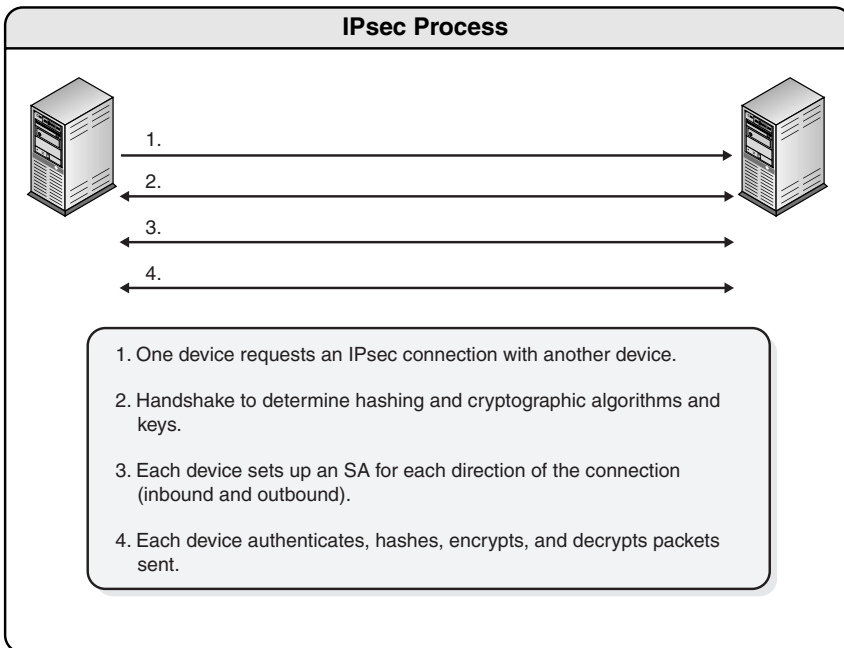 IPsec Process
1.
2.
3.
4.
1. One device requests an IPsec connection with another device.
2. Handshake to determine hashing and cryptographic algorithms and
keys.
3. Each device sets up an SA for each direction of the connection
(inbound and outbound).
4. Each device authenticates, hashes, encrypts, and decrypts packets
sent.